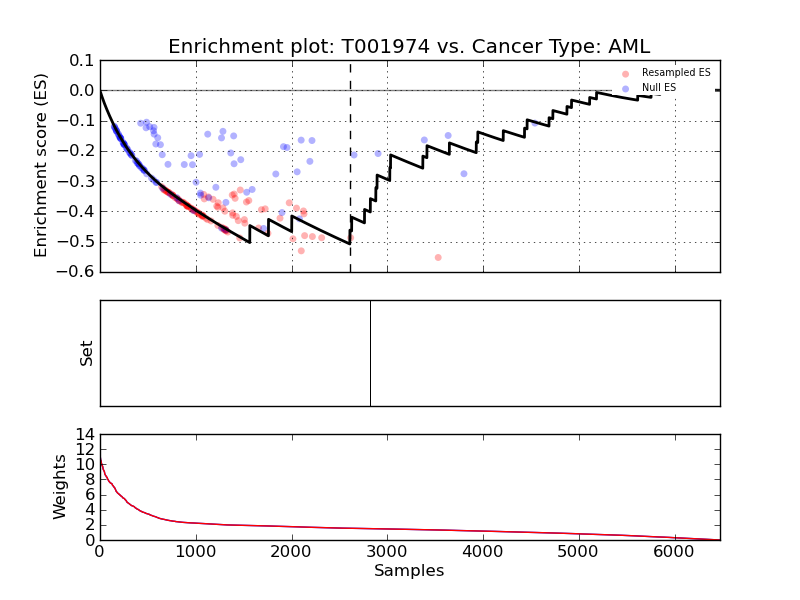 Enrichment plot: T001974 vs. Cancer Type: AML
Enrichment score (ES)
0.1
0.0
−0.1
−0.2
−0.3
−0.4
−0.5
−0.6
Resampled ES
Null ES
Set
Weights
14
12
10
8
6
4
2
0
0 1000 2000 3000 4000 5000 6000
Samples